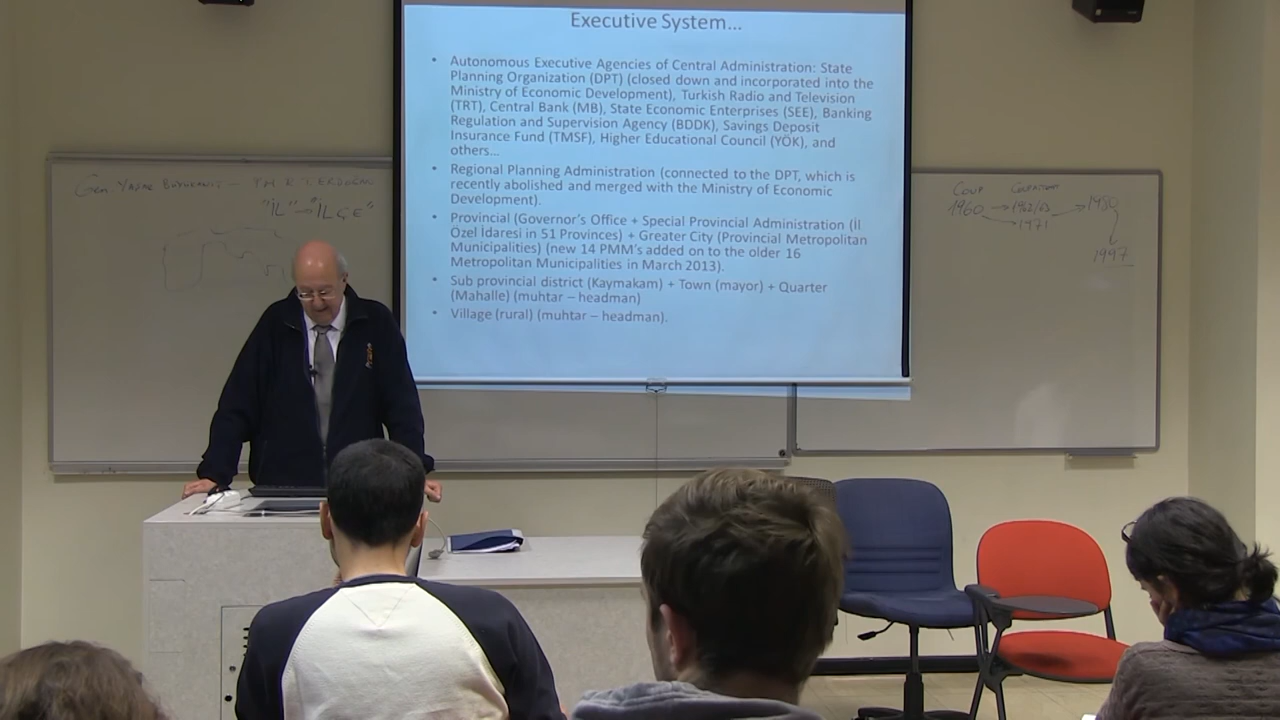 Executive System...
• Autonomous Executive Agencies of Central Administration: State
Planning Organization (DPT) (closed down and incorporated into the
Ministry of Economic Development), Turkish Radio and Television
(TRT), Central Bank (MB), State Economic Enterprises (SEE), Banking
Regulation and Supervision Agency (BDDK), Savings Deposit
Insurance Fund (TMSF), Higher Educational Council (YÖK), and
others...
• Regional Planning Administration (connected to the DPT, which is
recently abolished and merged with the Ministry of Economic
Development).
• Provincial (Governor's Office + Special Provincial Administration (İl
Özel İdaresi in 51 Provinces) + Greater City (Provincial Metropolitan
Municipalities) (new 14 PMM's added on to the older 16
Metropolitan Municipalities in March 2013).
• Sub provincial district (Kaymakam) + Town (mayor) + Quarter
(Mahalle) (muhtar – headman)
• Village (rural) (muhtar – headman).
Gen
"İL" → "İLÇE"
Coup
1960 → 1962/63 → 1980
1971
1997